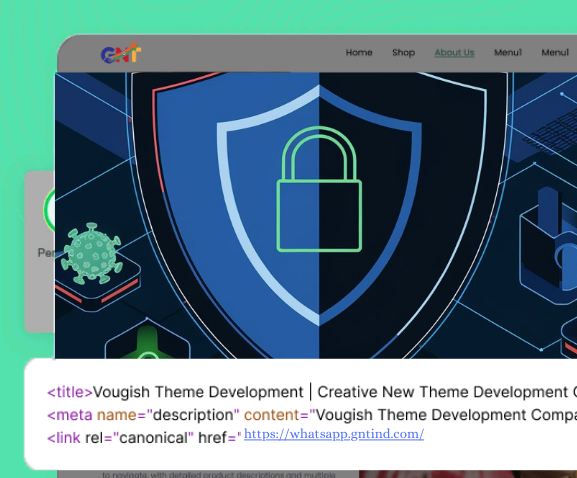 GNT
Home Shop About Us Menu1 Menu1
Per
<title>Vougish Theme Development | Creative New Theme Development C
<meta name="description" content="Vougish Theme Development Compa
<link rel="canonical" href=" https://whatsapp.gntind.com/
to navigate, with detailed product descriptions and multiple